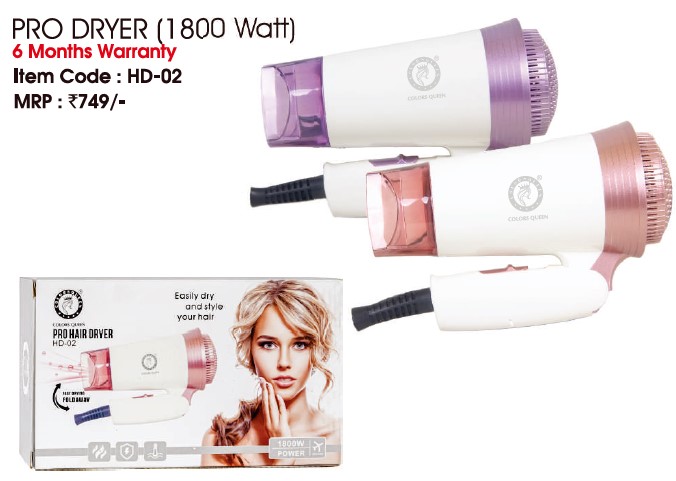 PRO DRYER (1800 Watt)
6 Months Warranty
Item Code : HD-02
MRP : ₹749/-
COLORS QUEEN
COLORS QUEEN
COLORS QUEEN
PRO HAIR DRYER
HD-02
Easily dry
and style
your hair
FOLD AWAY
1800W
POWER